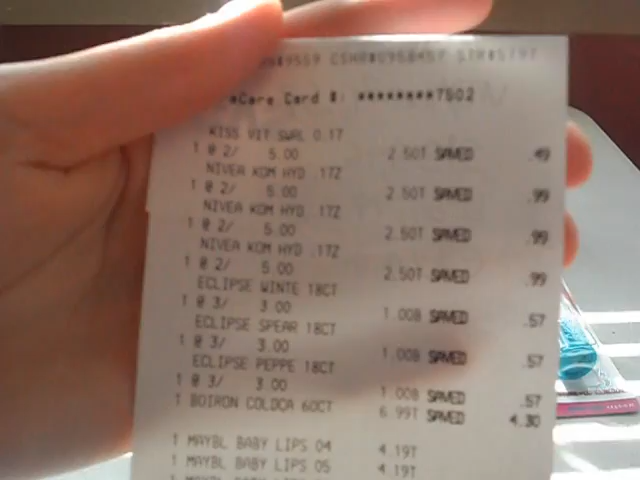 Card #: ********7502
KISS VIT SWRL 0.17
1 @ 2/ 5.00 2.50T SAVED .49
NIVEA KOM HYD .17Z
1 @ 2/ 5.00 2.50T SAVED .99
NIVEA KOM HYD .17Z
1 @ 2/ 5.00 2.50T SAVED .99
NIVEA KOM HYD .17Z
1 @ 2/ 5.00 2.50T SAVED .99
ECLIPSE WINTE 18CT
1 @ 3/ 3.00 1.00B SAVED .57
ECLIPSE SPEAR 18CT
1 @ 3/ 3.00 1.00B SAVED .57
ECLIPSE PEPPE 18CT
1 @ 3/ 3.00 1.00B SAVED .57
1 BOIRON COLDCA 60CT 6.99T SAVED 4.30
1 MAYBL BABY LIPS 04 4.19T
1 MAYBL BABY LIPS 05 4.19T